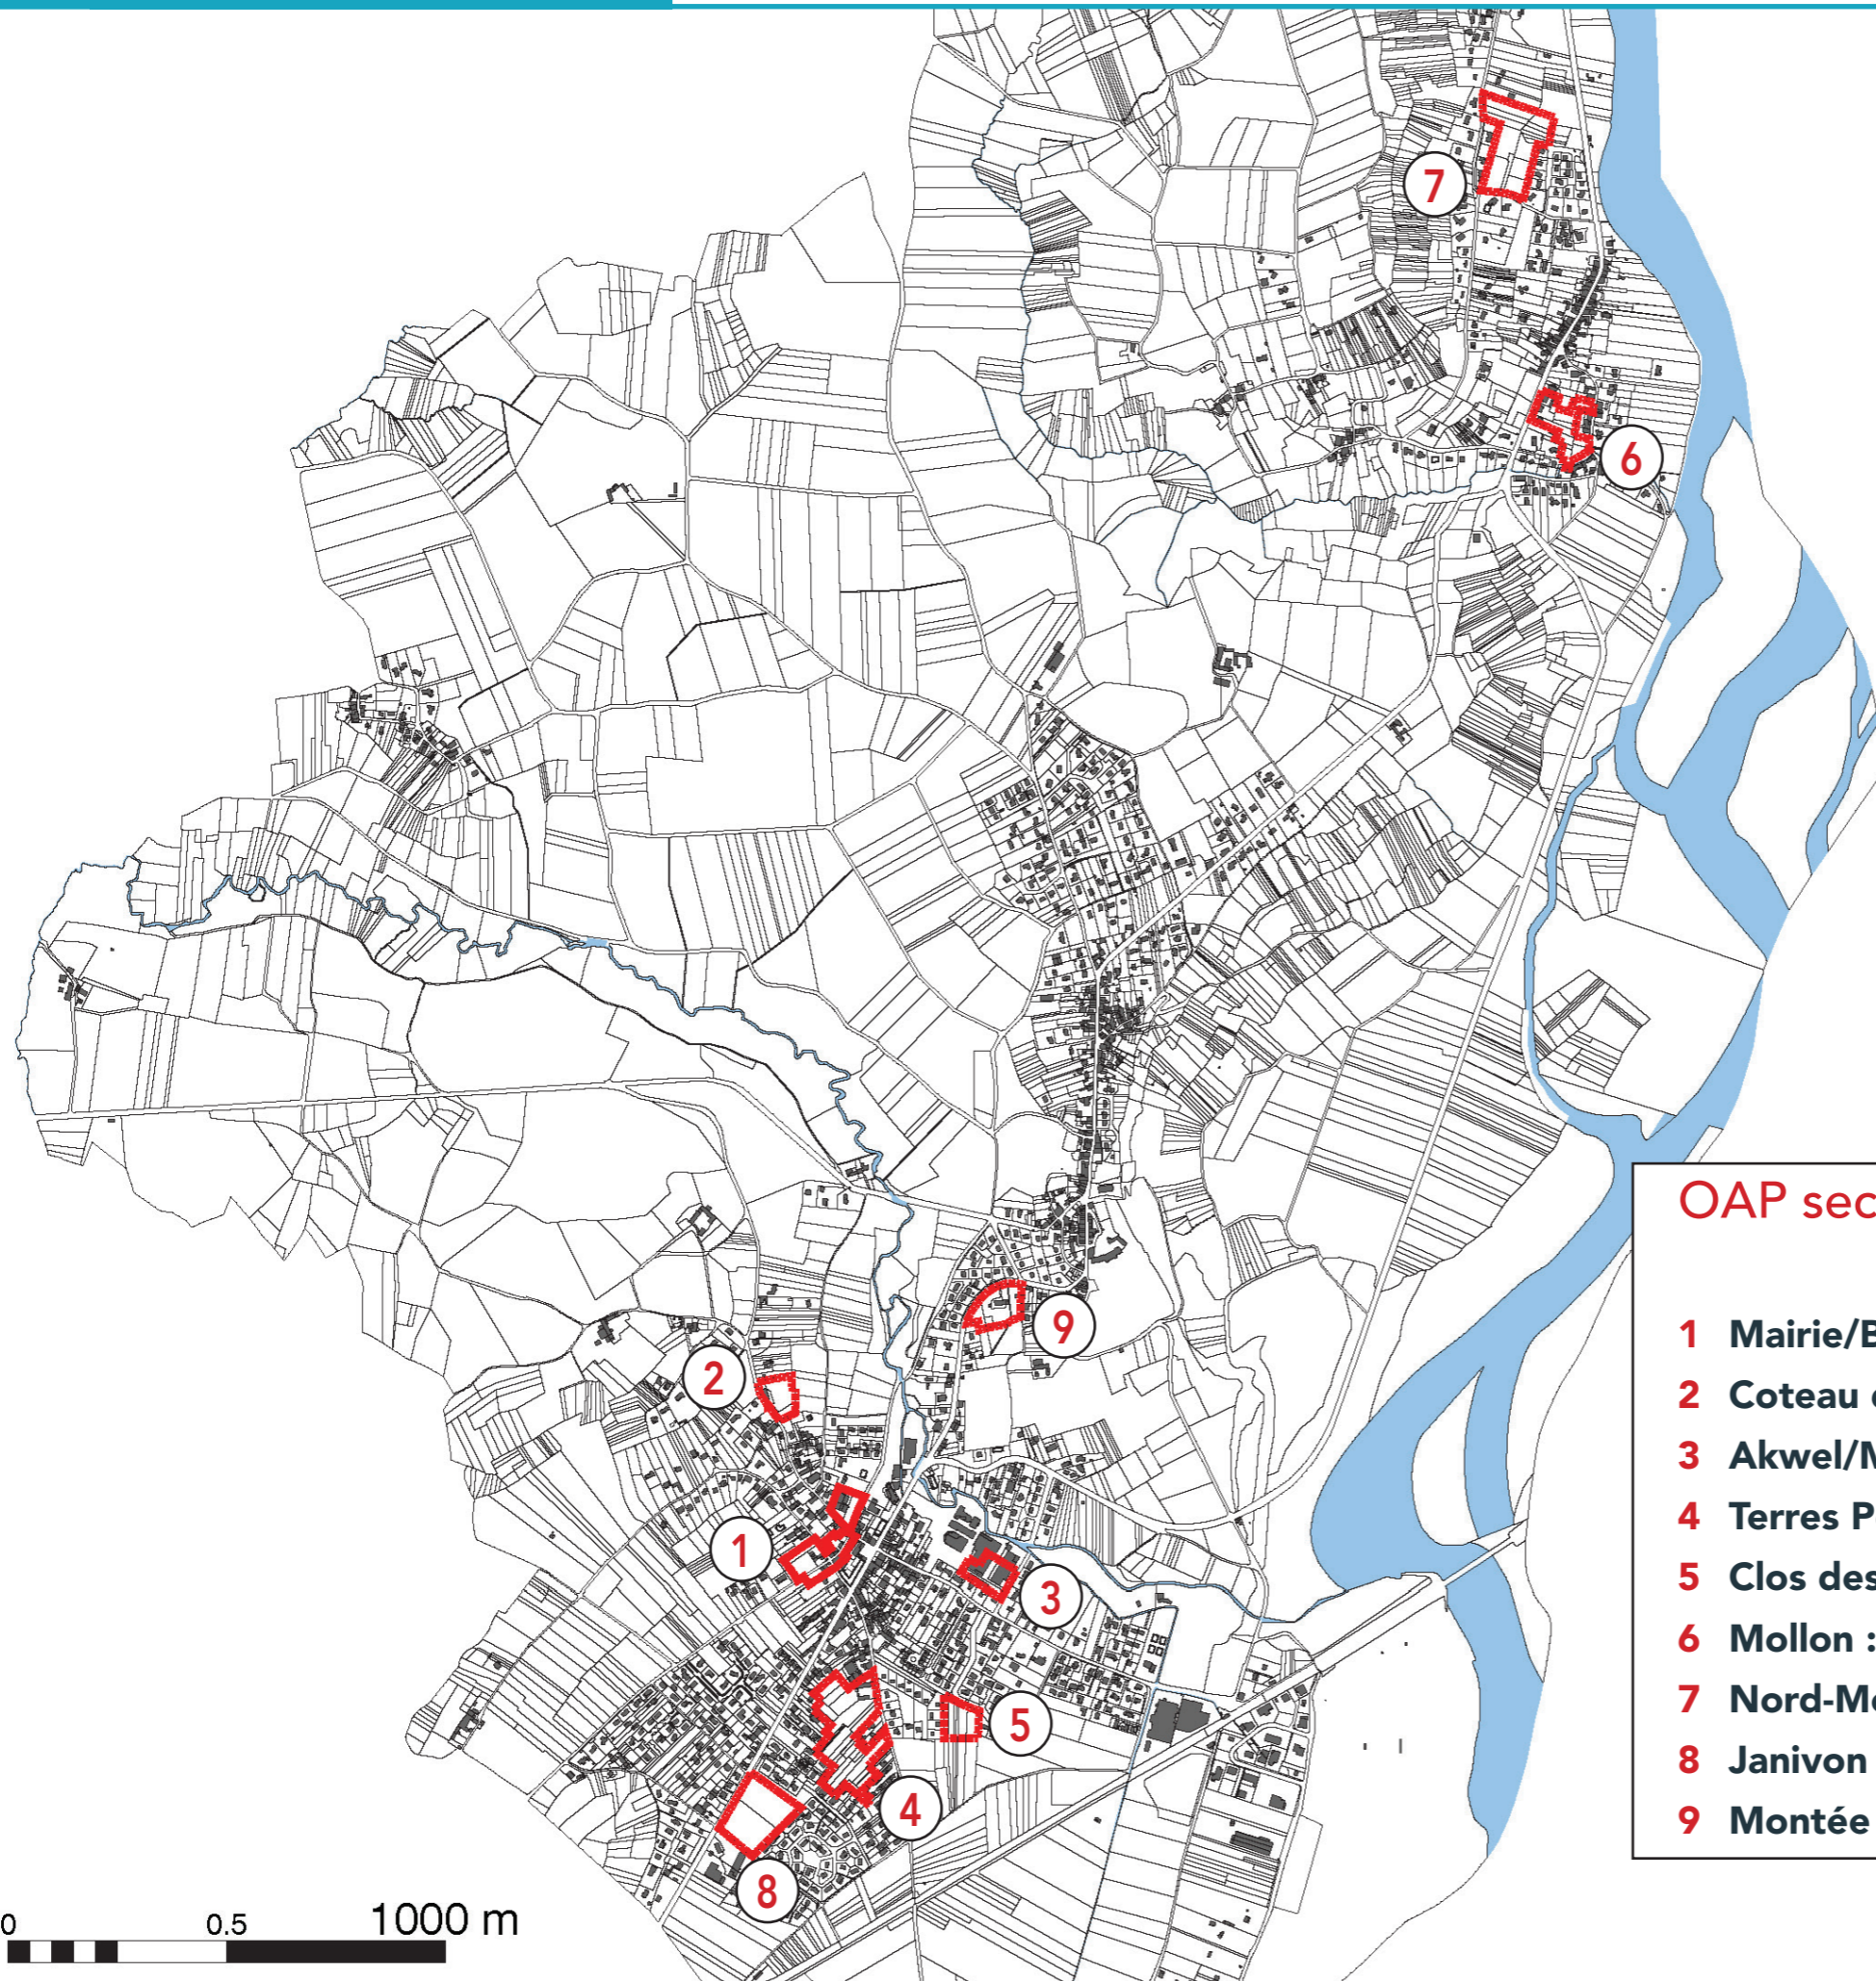 7
6
9
2
1
3
5
4
8
OAP sec
1 Mairie/B
2 Coteau
3 Akwel/M
4 Terres P
5 Clos des
6 Mollon :
7 Nord-Mo
8 Janivon
9 Montée
0 0.5 1000 m